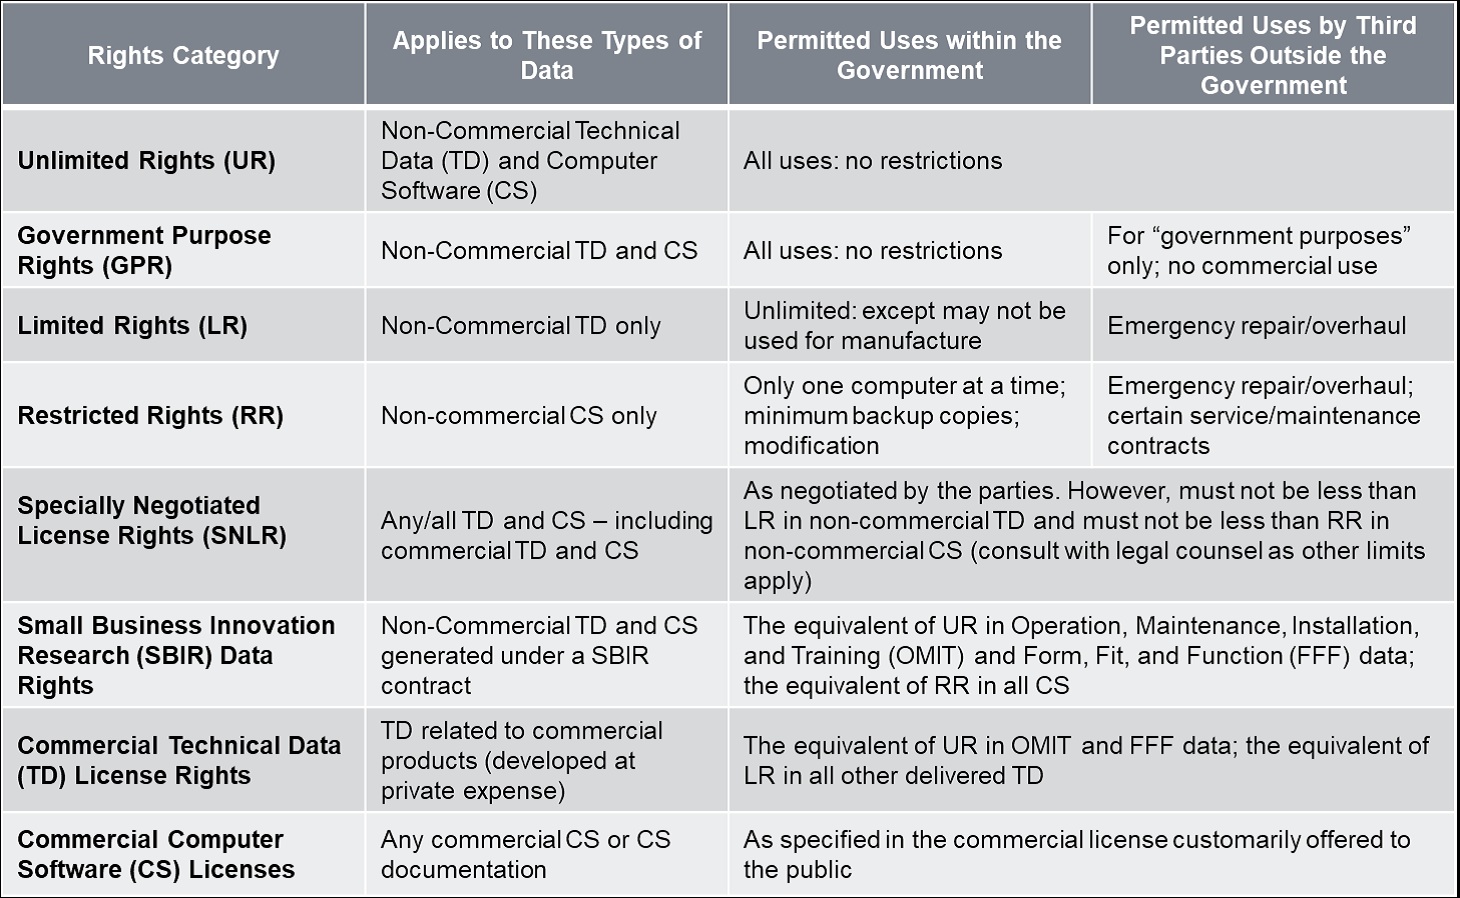 Rights Category
Applies to These Types of
Data
Permitted Uses within the
Government
Permitted Uses by Third
Parties Outside the
Government
Unlimited Rights (UR)
Non-Commercial Technical
Data (TD) and Computer
Software (CS)
All uses: no restrictions
Government Purpose
Rights (GPR)
Non-Commercial TD and CS
All uses: no restrictions
For “government purposes”
only; no commercial use
Limited Rights (LR)
Non-Commercial TD only
Unlimited: except may not be
used for manufacture
Emergency repair/overhaul
Restricted Rights (RR)
Non-commercial CS only
Only one computer at a time;
minimum backup copies;
modification
Emergency repair/overhaul;
certain service/maintenance
contracts
Specially Negotiated
License Rights (SNLR)
Any/all TD and CS – including
commercial TD and CS
As negotiated by the parties. However, must not be less than
LR in non-commercial TD and must not be less than RR in
non-commercial CS (consult with legal counsel as other limits
apply)
Small Business Innovation
Research (SBIR) Data
Rights
Non-Commercial TD and CS
generated under a SBIR
contract
The equivalent of UR in Operation, Maintenance, Installation,
and Training (OMIT) and Form, Fit, and Function (FFF) data;
the equivalent of RR in all CS
Commercial Technical Data
(TD) License Rights
TD related to commercial
products (developed at
private expense)
The equivalent of UR in OMIT and FFF data; the equivalent of
LR in all other delivered TD
Commercial Computer
Software (CS) Licenses
Any commercial CS or CS
documentation
As specified in the commercial license customarily offered to
the public